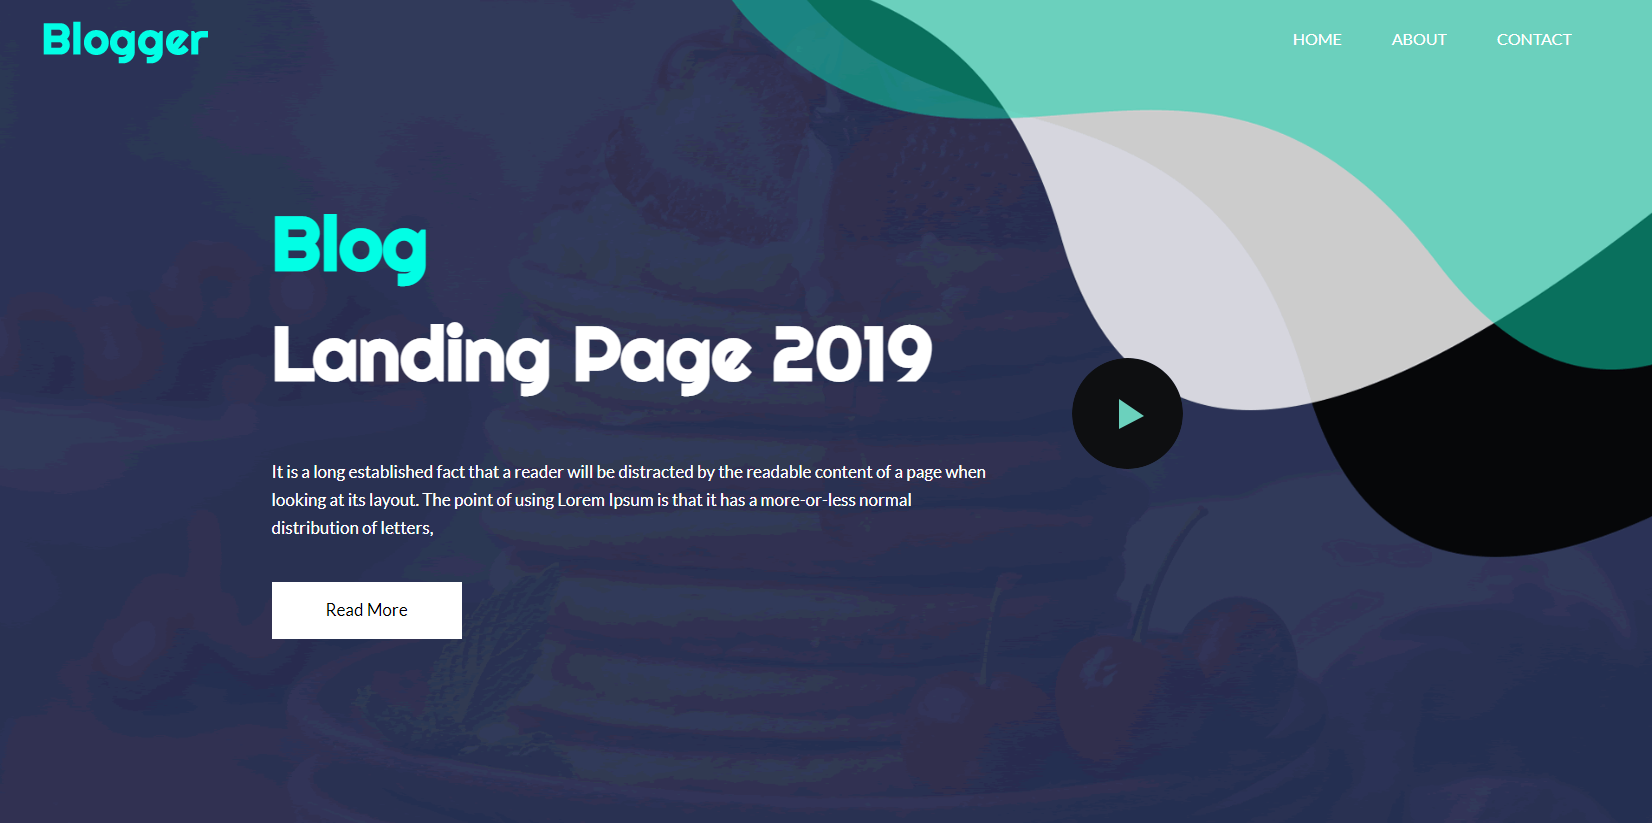 Blogger
HOME ABOUT CONTACT
Blog
Landing Page 2019
It is a long established fact that a reader will be distracted by the readable content of a page when
looking at its layout. The point of using Lorem Ipsum is that it has a more-or-less normal
distribution of letters,
Read More